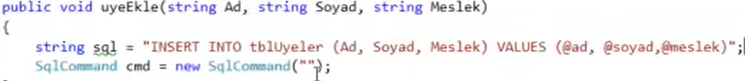 public void uyeEkle(string Ad, string Soyad, string Meslek)
{
string sql = "INSERT INTO tblUyeler (Ad, Soyad, Meslek) VALUES (@ad, @soyad,@meslek)";
SqlCommand cmd = new SqlCommand("");